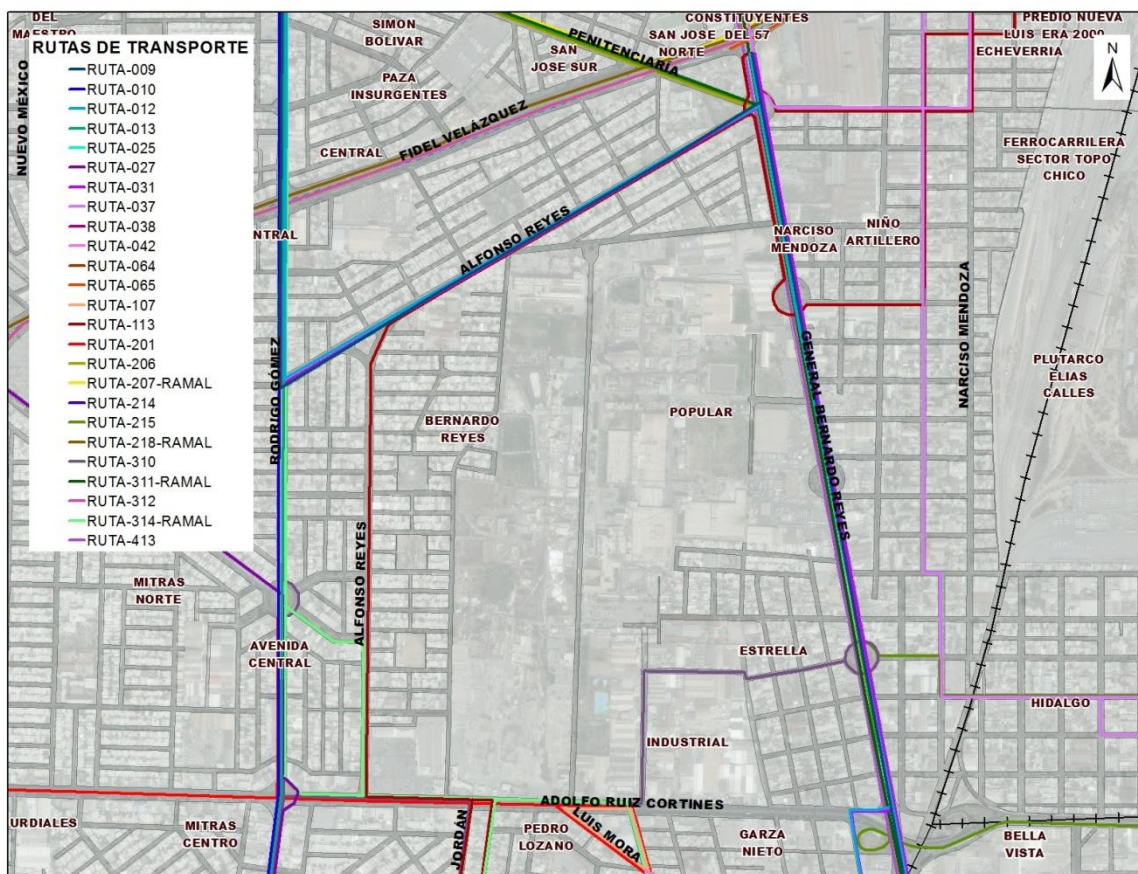 DEL
MAESTRO
RUTAS DE TRANSPORTE
RUTA-009
RUTA-010
RUTA-012
RUTA-013
RUTA-025
RUTA-027
RUTA-031
RUTA-037
RUTA-038
RUTA-042
RUTA-064
RUTA-065
RUTA-107
RUTA-113
RUTA-201
RUTA-206
RUTA-207-RAMAL
RUTA-214
RUTA-215
RUTA-218-RAMAL
RUTA-310
RUTA-311-RAMAL
RUTA-312
RUTA-314-RAMAL
RUTA-413
NUEVO MÉXICO
SIMON
BOLIVAR
PAZA
INSURGENTES
SAN
JOSE SUR
PENITENCIARÍA
CONSTITUYENTES
SAN JOSE DEL 57
NORTE
PREDIO NUEVA
LUIS ERA 2000
ECHEVERRIA
N
FERROCARRILERA
SECTOR TOPO
CHICO
CENTRAL
FIDEL VELÁZQUEZ
NTRAL
ALFONSO REYES
NARCISO
MENDOZA
NIÑO
ARTILLERO
NARCISO MENDOZA
PLUTARCO
ELIAS
CALLES
RODRIGO GÓMEZ
BERNARDO
REYES
POPULAR
GENERAL BERNARDO REYES
MITRAS
NORTE
AVENIDA
CENTRAL
ALFONSO REYES
ESTRELLA
HIDALGO
INDUSTRIAL
ADOLFO RUIZ CORTINES
URDIALES
MITRAS
CENTRO
JORDÁN
PEDRO
LOZANO
LUIS MORA
GARZA
NIETO
BELLA
VISTA